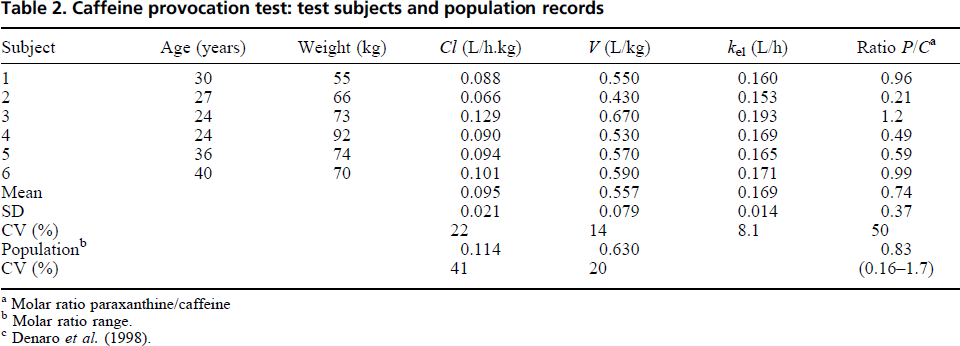 Table 2. Caffeine provocation test: test subjects and population records
Subject Age (years) Weight (kg) Cl (L/h.kg) V (L/kg) kel (L/h) Ratio P/Ca
1 30 55 0.088 0.550 0.160 0.96
2 27 66 0.066 0.430 0.153 0.21
3 24 73 0.129 0.670 0.193 1.2
4 24 92 0.090 0.530 0.169 0.49
5 36 74 0.094 0.570 0.165 0.59
6 40 70 0.101 0.590 0.171 0.99
Mean 0.095 0.557 0.169 0.74
SD 0.021 0.079 0.014 0.37
CV (%) 22 14 8.1 50
Populationb 0.114 0.630 0.83
CV (%) 41 20 (0.16–1.7)
a Molar ratio paraxanthine/caffeine
b Molar ratio range.
c Denaro et al. (1998).